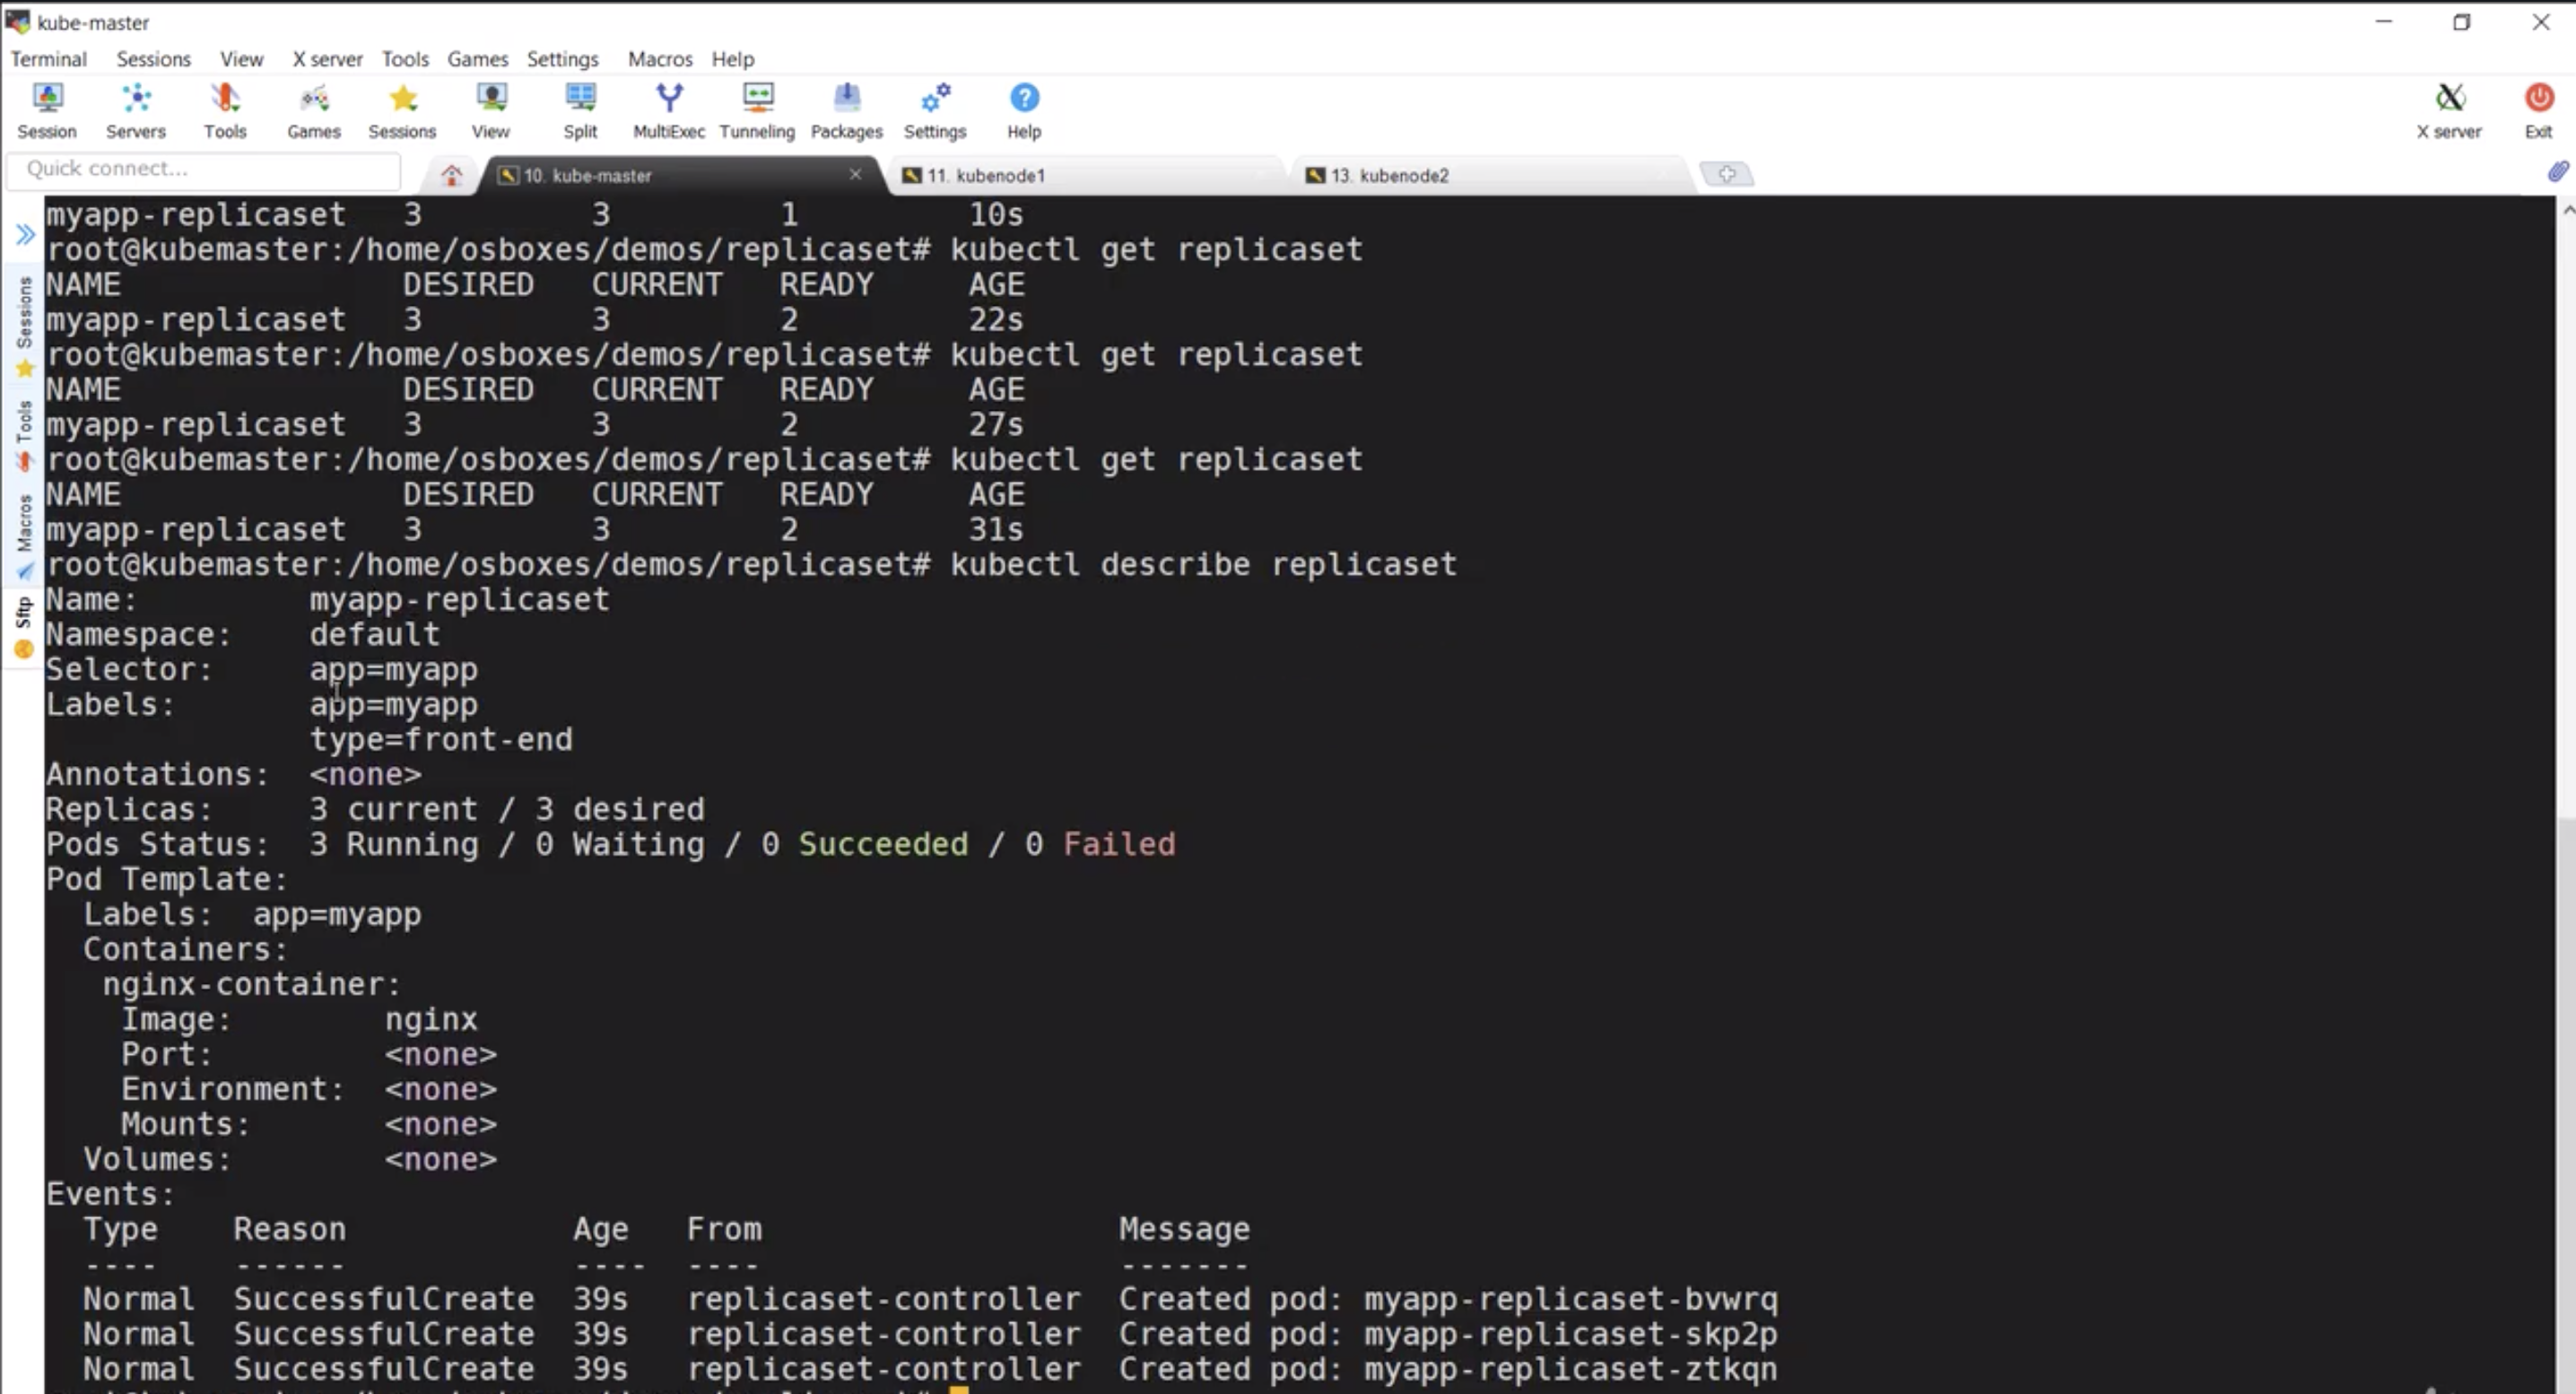 kube-master
Terminal Sessions View X server Tools Games Settings Macros Help
Session Servers Tools Games Sessions View Split MultiExec Tunneling Packages Settings Help X server Exit
Quick connect... 10. kube-master 11. kubenode1 13. kubenode2
Sessions
Tools
Macros
Sftp
myapp-replicaset   3         3         1         10s
root@kubemaster:/home/osboxes/demos/replicaset# kubectl get replicaset
NAME               DESIRED   CURRENT   READY     AGE
myapp-replicaset   3         3         2         22s
root@kubemaster:/home/osboxes/demos/replicaset# kubectl get replicaset
NAME               DESIRED   CURRENT   READY     AGE
myapp-replicaset   3         3         2         27s
root@kubemaster:/home/osboxes/demos/replicaset# kubectl get replicaset
NAME               DESIRED   CURRENT   READY     AGE
myapp-replicaset   3         3         2         31s
root@kubemaster:/home/osboxes/demos/replicaset# kubectl describe replicaset
Name:         myapp-replicaset
Namespace:    default
Selector:     app=myapp
Labels:       app=myapp
              type=front-end
Annotations:  <none>
Replicas:     3 current / 3 desired
Pods Status:  3 Running / 0 Waiting / 0 Succeeded / 0 Failed
Pod Template:
  Labels:  app=myapp
  Containers:
   nginx-container:
    Image:        nginx
    Port:         <none>
    Environment:  <none>
    Mounts:       <none>
  Volumes:        <none>
Events:
  Type    Reason            Age   From                   Message
  ----    ------            ----  ----                   -------
  Normal  SuccessfulCreate  39s   replicaset-controller  Created pod: myapp-replicaset-bvwrq
  Normal  SuccessfulCreate  39s   replicaset-controller  Created pod: myapp-replicaset-skp2p
  Normal  SuccessfulCreate  39s   replicaset-controller  Created pod: myapp-replicaset-ztkqn